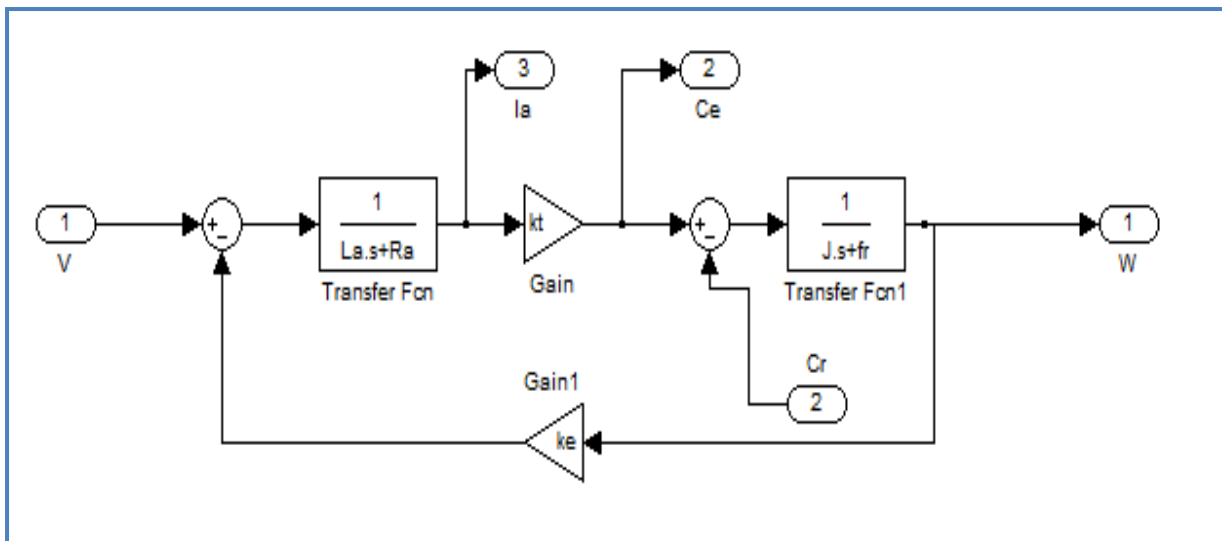 3
Ia
2
Ce
1
V
+
−
1
La.s+Ra
Transfer Fcn
kt
Gain
+
−
1
J.s+fr
Transfer Fcn1
1
W
Cr
2
Gain1
ke